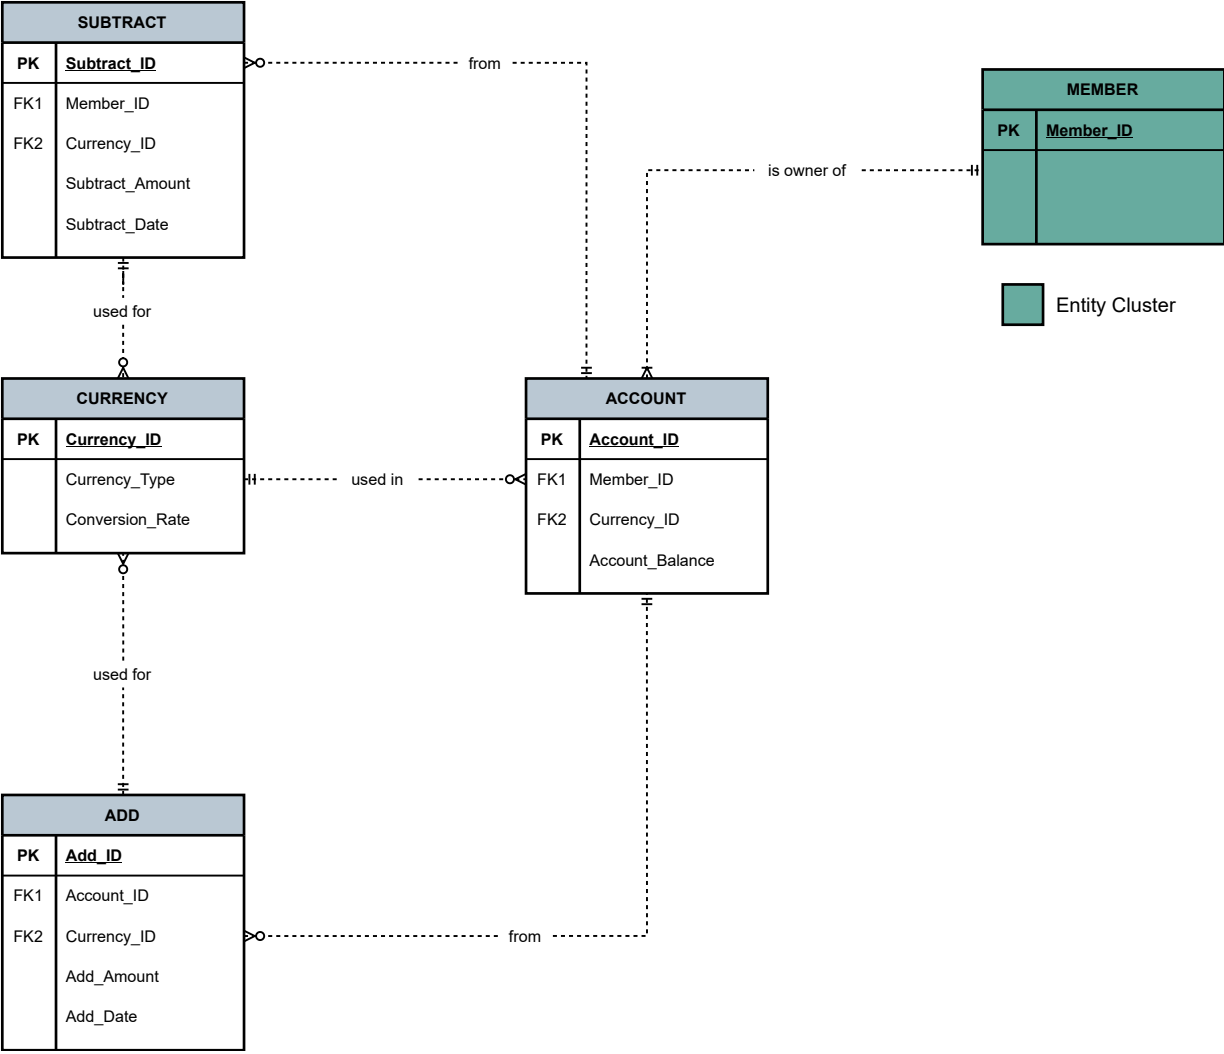 SUBTRACT
PK Subtract_ID
FK1 Member_ID
FK2 Currency_ID
Subtract_Amount
Subtract_Date
from
MEMBER
PK Member_ID
is owner of
Entity Cluster
used for
CURRENCY
PK Currency_ID
Currency_Type
Conversion_Rate
used in
ACCOUNT
PK Account_ID
FK1 Member_ID
FK2 Currency_ID
Account_Balance
used for
ADD
PK Add_ID
FK1 Account_ID
FK2 Currency_ID
Add_Amount
Add_Date
from